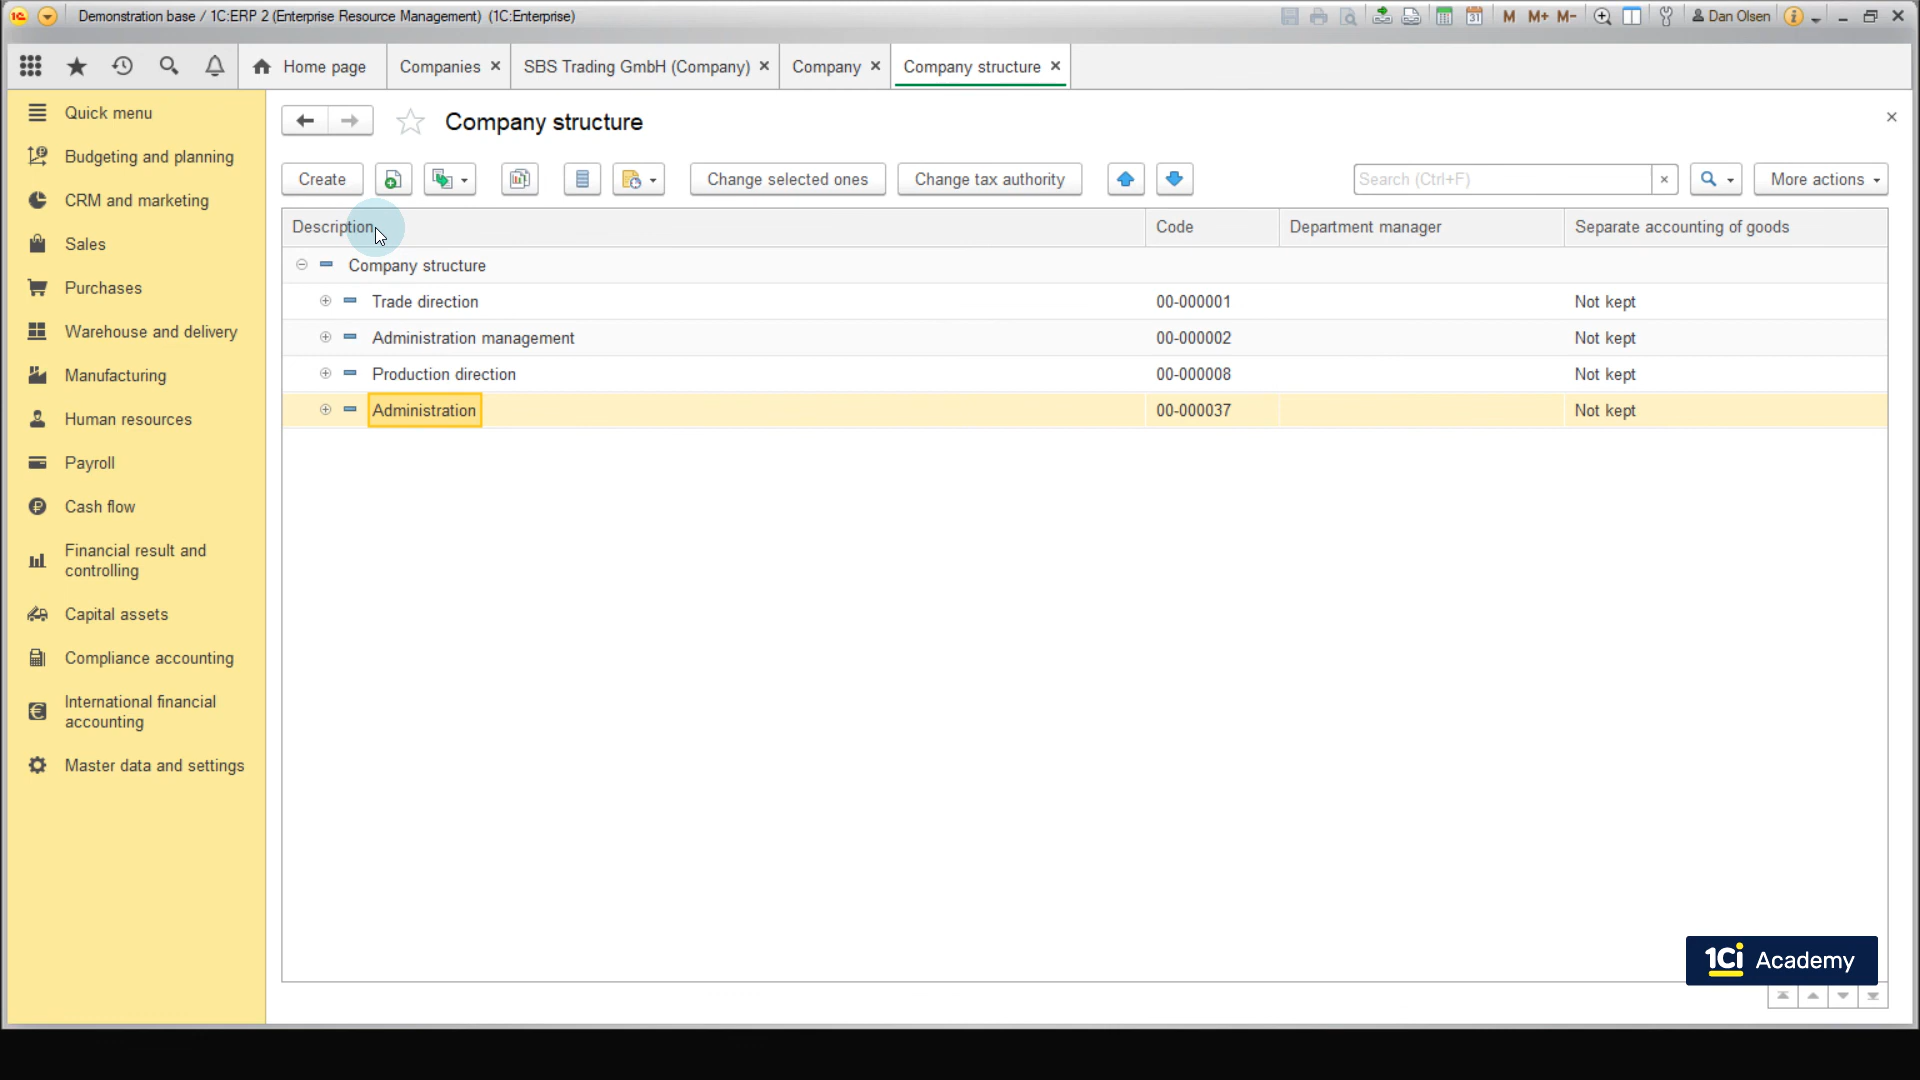 Demonstration base / 1C:ERP 2 (Enterprise Resource Management) (1C:Enterprise)
M M+ M- Dan Olsen
Home page
Companies
SBS Trading GmbH (Company)
Company
Company structure
Quick menu
Budgeting and planning
CRM and marketing
Sales
Purchases
Warehouse and delivery
Manufacturing
Human resources
Payroll
Cash flow
Financial result and
controlling
Capital assets
Compliance accounting
International financial
accounting
Master data and settings
Company structure
Create
Change selected ones
Change tax authority
Search (Ctrl+F)
More actions
Description Code Department manager Separate accounting of goods
Company structure
Trade direction 00-000001 Not kept
Administration management 00-000002 Not kept
Production direction 00-000008 Not kept
Administration 00-000037 Not kept
1Ci Academy